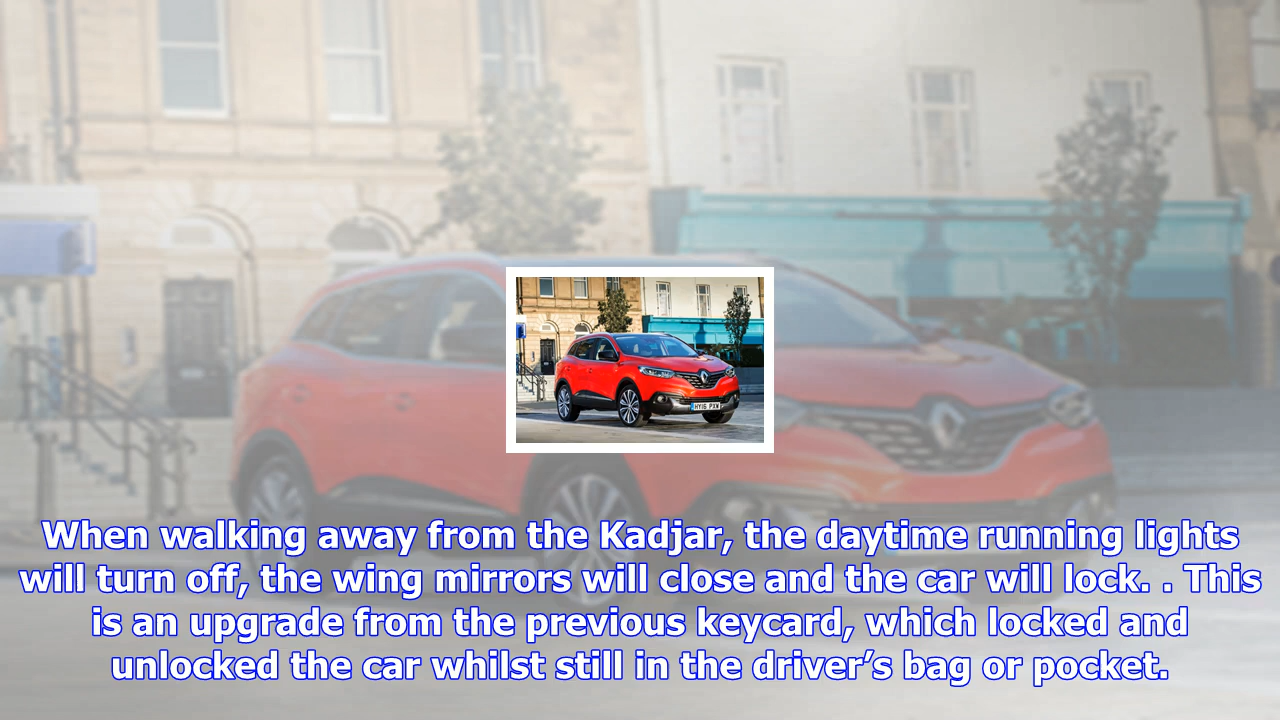 HY16 PXW
When walking away from the Kadjar, the daytime running lights
will turn off, the wing mirrors will close and the car will lock. . This
is an upgrade from the previous keycard, which locked and
unlocked the car whilst still in the driver’s bag or pocket.